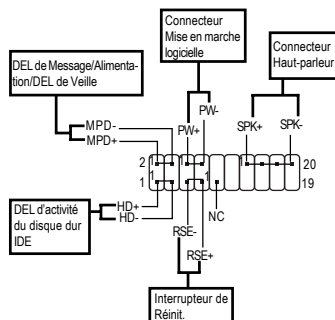 Connecteur
Mise en marche
logicielle
Connecteur
Haut-parleur
DEL de Message/Alimenta-
tion/DEL de Veille
MPD-
MPD+
PW+
PW-
SPK+
SPK-
2
1
1
1
20
1
1
1
19
HD+
HD-
RSE-
RSE+
NC
DEL d'activité
du disque dur
IDE
Interrupteur de
Réinit.